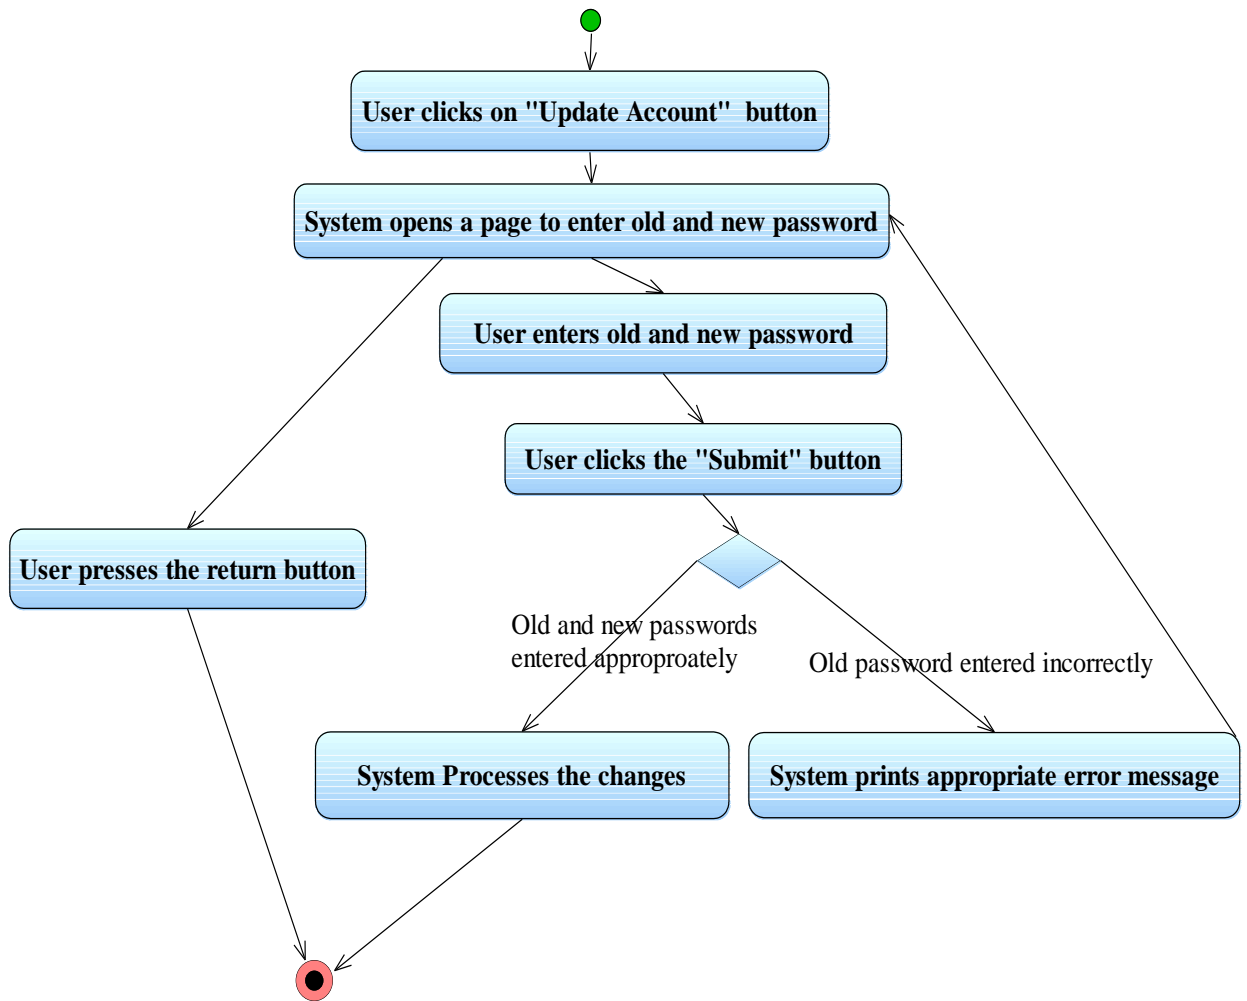 User clicks on "Update Account"  button
System opens a page to enter old and new password
User enters old and new password
User clicks the "Submit" button
User presses the return button
Old and new passwords
entered approproately
Old password entered incorrectly
System Processes the changes
System prints appropriate error message